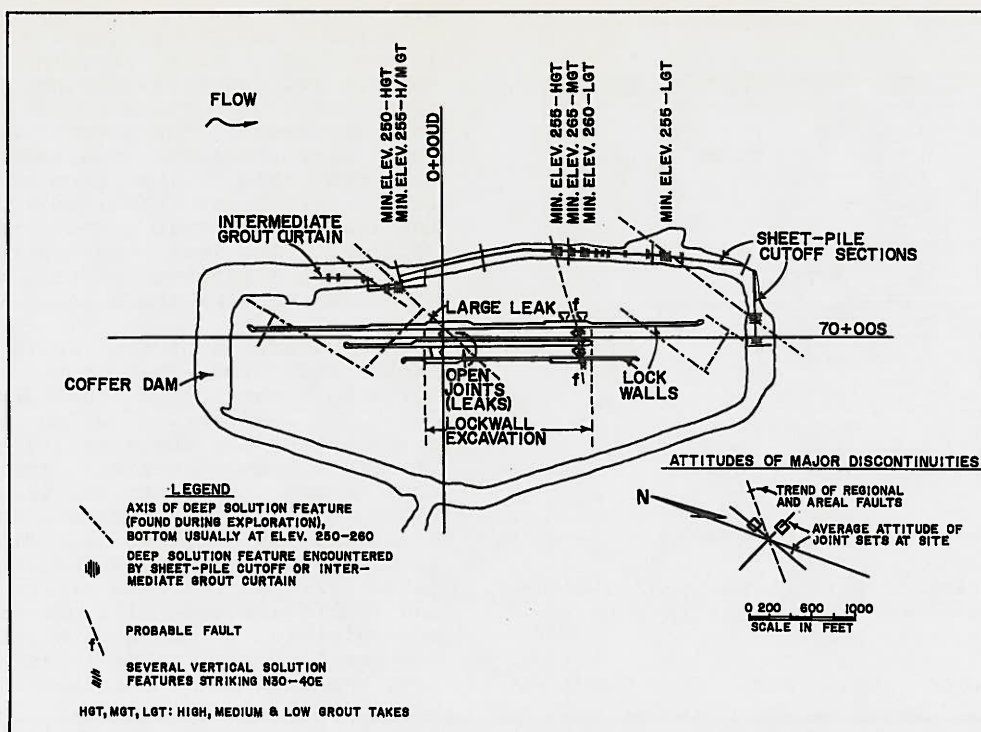 FLOW
MIN. ELEV. 250-HGT
MIN. ELEV. 255-H/MGT
0+00UD
MIN. ELEV. 255-HGT
MIN. ELEV. 265-MGT
MIN. ELEV. 260-LGT
MIN. ELEV. 255-LGT
INTERMEDIATE
GROUT CURTAIN
SHEET-PILE
CUTOFF SECTIONS
LARGE LEAK
f
70+00S
COFFER DAM
OPEN
JOINTS
(LEAKS)
f
LOCK
WALLS
LOCKWALL
EXCAVATION
ATTITUDES OF MAJOR DISCONTINUITIES
N
TREND OF REGIONAL
AND AREAL FAULTS
AVERAGE ATTITUDE OF
JOINT SETS AT SITE
0 200 600 1000
SCALE IN FEET
LEGEND
AXIS OF DEEP SOLUTION FEATURE
(FOUND DURING EXPLORATION),
BOTTOM USUALLY AT ELEV. 250-260
DEEP SOLUTION FEATURE ENCOUNTERED
BY SHEET-PILE CUTOFF OR INTER-
MEDIATE GROUT CURTAIN
f
PROBABLE FAULT
SEVERAL VERTICAL SOLUTION
FEATURES STRIKING N30-40E
HGT, MGT, LGT: HIGH, MEDIUM & LOW GROUT TAKES